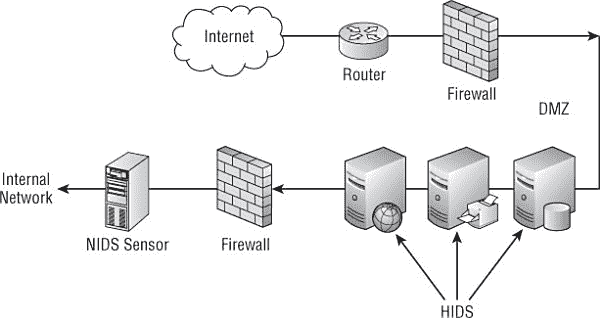 Internet
Router
Firewall
DMZ
Internal
Network
NIDS Sensor
Firewall
HIDS